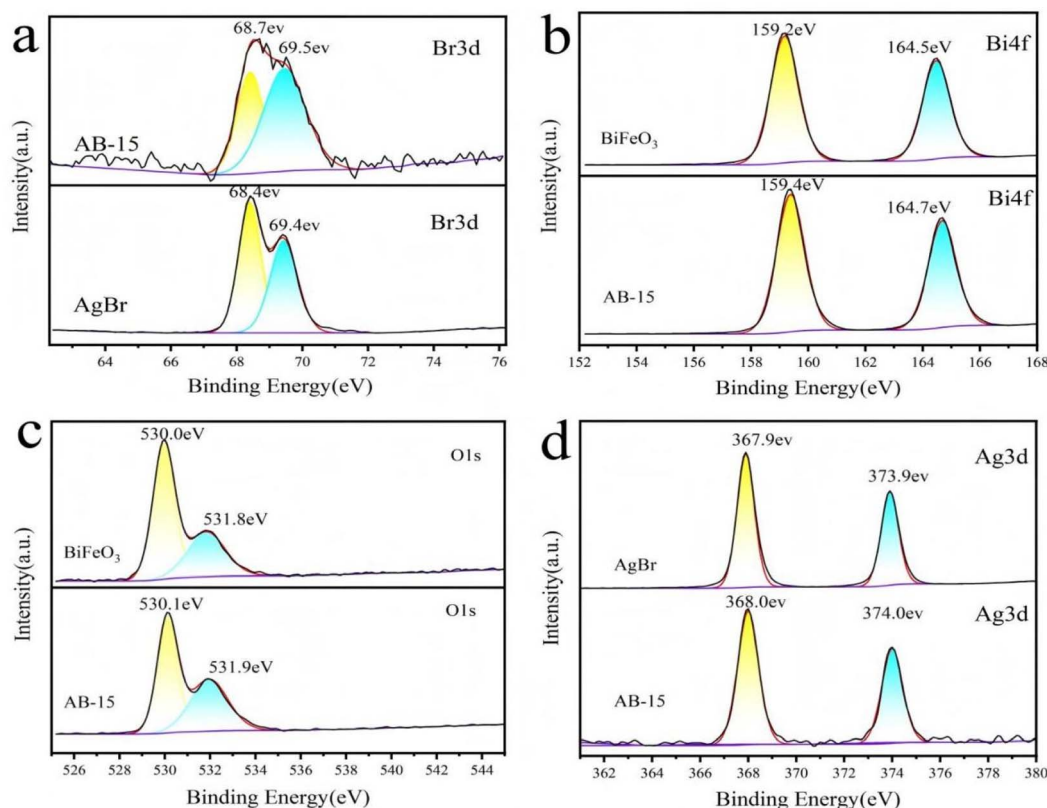 a
68.7ev
69.5ev
Br3d
AB-15
68.4ev
69.4ev
Br3d
AgBr
Intensity(a.u.)
64 66 68 70 72 74 76
Binding Energy(eV)
b
159.2eV
164.5eV
Bi4f
BiFeO₃
159.4eV
164.7eV
Bi4f
AB-15
Intensity(a.u.)
152 154 156 158 160 162 164 166 168
Binding Energy(eV)
c
530.0eV
O1s
531.8eV
BiFeO₃
530.1eV
O1s
531.9eV
AB-15
Intensity(a.u.)
526 528 530 532 534 536 538 540 542 544
Binding Energy(eV)
d
367.9ev
373.9ev
Ag3d
AgBr
368.0ev
374.0ev
Ag3d
AB-15
Intensity(a.u.)
362 364 366 368 370 372 374 376 378 380
Binding Energy(eV)